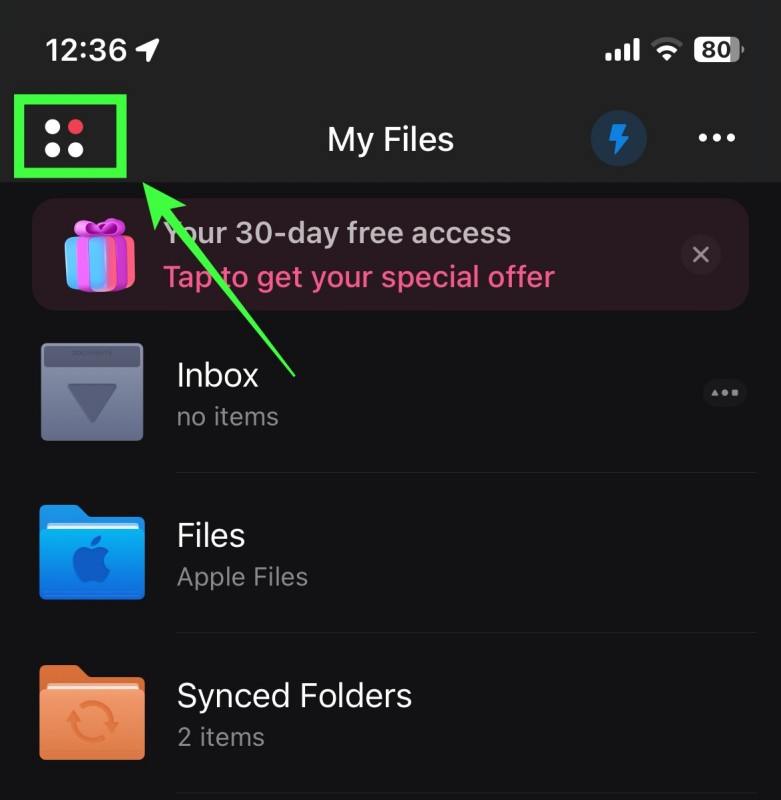 12:36
80
My Files
Your 30-day free access
Tap to get your special offer
Inbox
no items
Files
Apple Files
Synced Folders
2 items